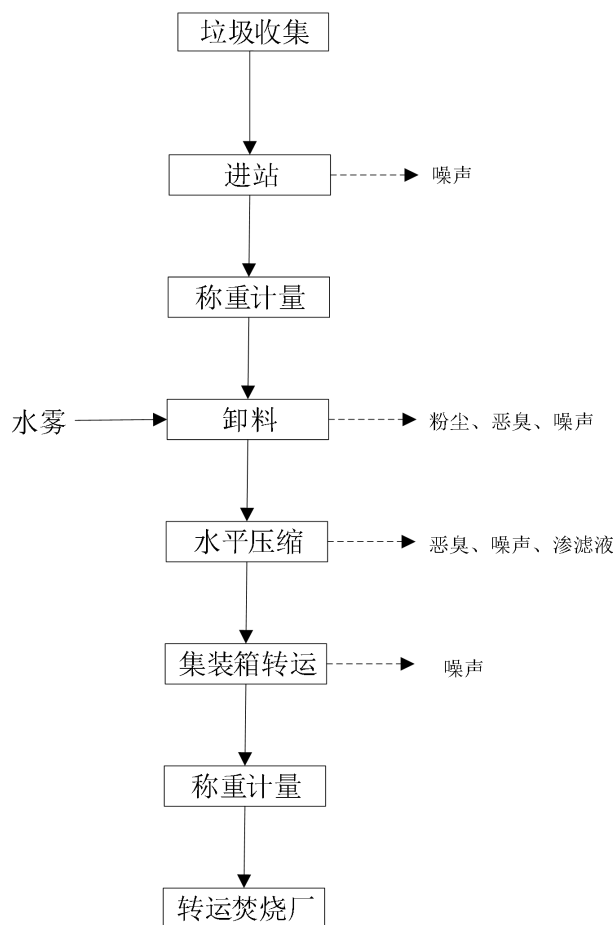 垃圾收集
进站
噪声
称重计量
水雾
卸料
粉尘、恶臭、噪声
水平压缩
恶臭、噪声、渗滤液
集装箱转运
噪声
称重计量
转运焚烧厂